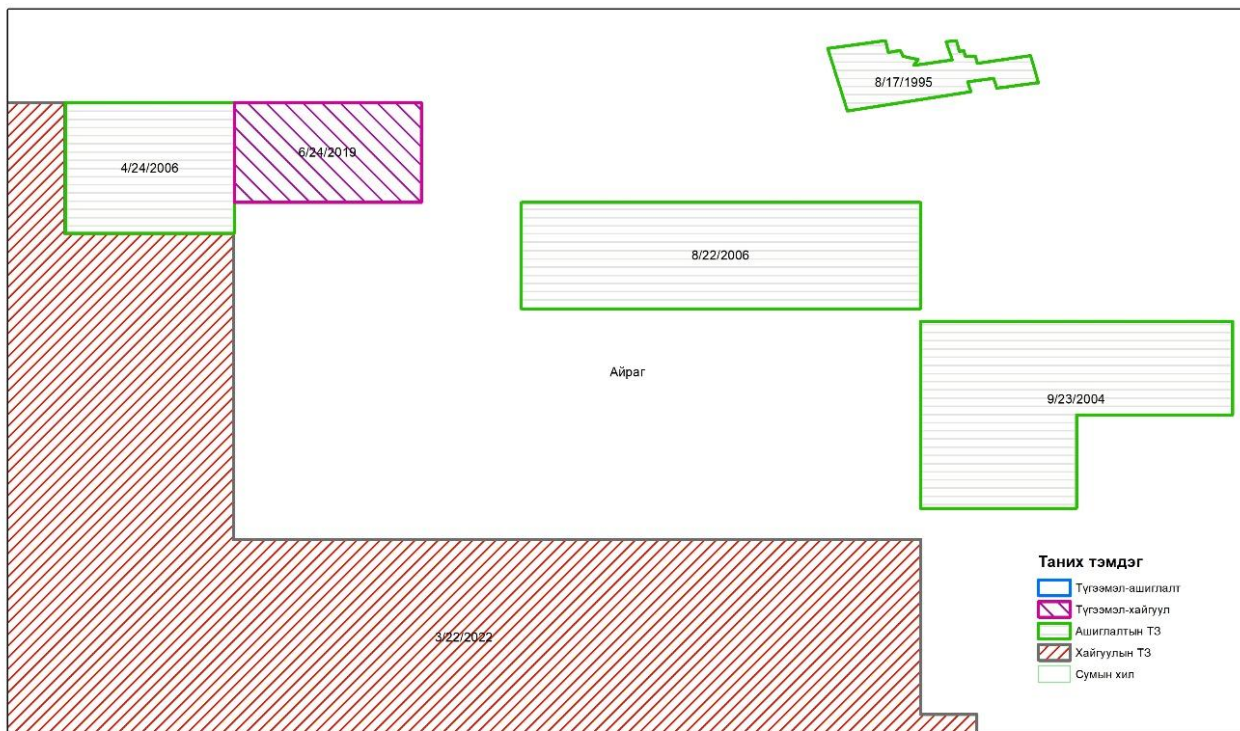 8/17/1995
6/24/2019
4/24/2006
8/22/2006
Айраг
9/23/2004
3/22/2022
Таних тэмдэг
Түгээмэл-ашиглалт
Түгээмэл-хайгуул
Ашиглалтын ТЗ
Хайгуулын ТЗ
Сумын хил